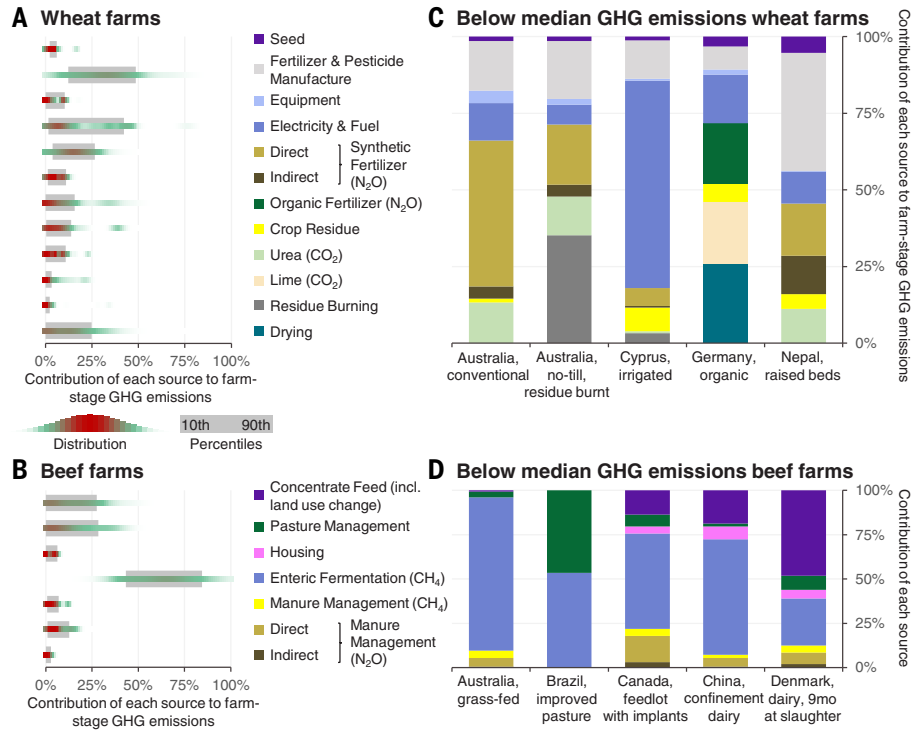 A Wheat farms
Seed
Fertilizer & Pesticide
Manufacture
Equipment
Electricity & Fuel
Direct
Indirect
Synthetic
Fertilizer
(N2O)
Organic Fertilizer (N2O)
Crop Residue
Urea (CO2)
Lime (CO2)
Residue Burning
Drying
0% 25% 50% 75% 100%
Contribution of each source to farm-
stage GHG emissions
Distribution
10th 90th
Percentiles
B Beef farms
Concentrate Feed (incl.
land use change)
Pasture Management
Housing
Enteric Fermentation (CH4)
Manure Management (CH4)
Direct
Indirect
Manure
Management
(N2O)
0% 25% 50% 75% 100%
Contribution of each source to farm-
stage GHG emissions
C Below median GHG emissions wheat farms
100%
75%
50%
25%
0%
Contribution of each source to farm-stage GHG emissions
Australia,
conventional
Australia,
no-till,
residue burnt
Cyprus,
irrigated
Germany,
organic
Nepal,
raised beds
D Below median GHG emissions beef farms
100%
75%
50%
25%
0%
Contribution of each source
Australia,
grass-fed
Brazil,
improved
pasture
Canada,
feedlot
with implants
China,
confinement
dairy
Denmark,
dairy, 9mo
at slaughter